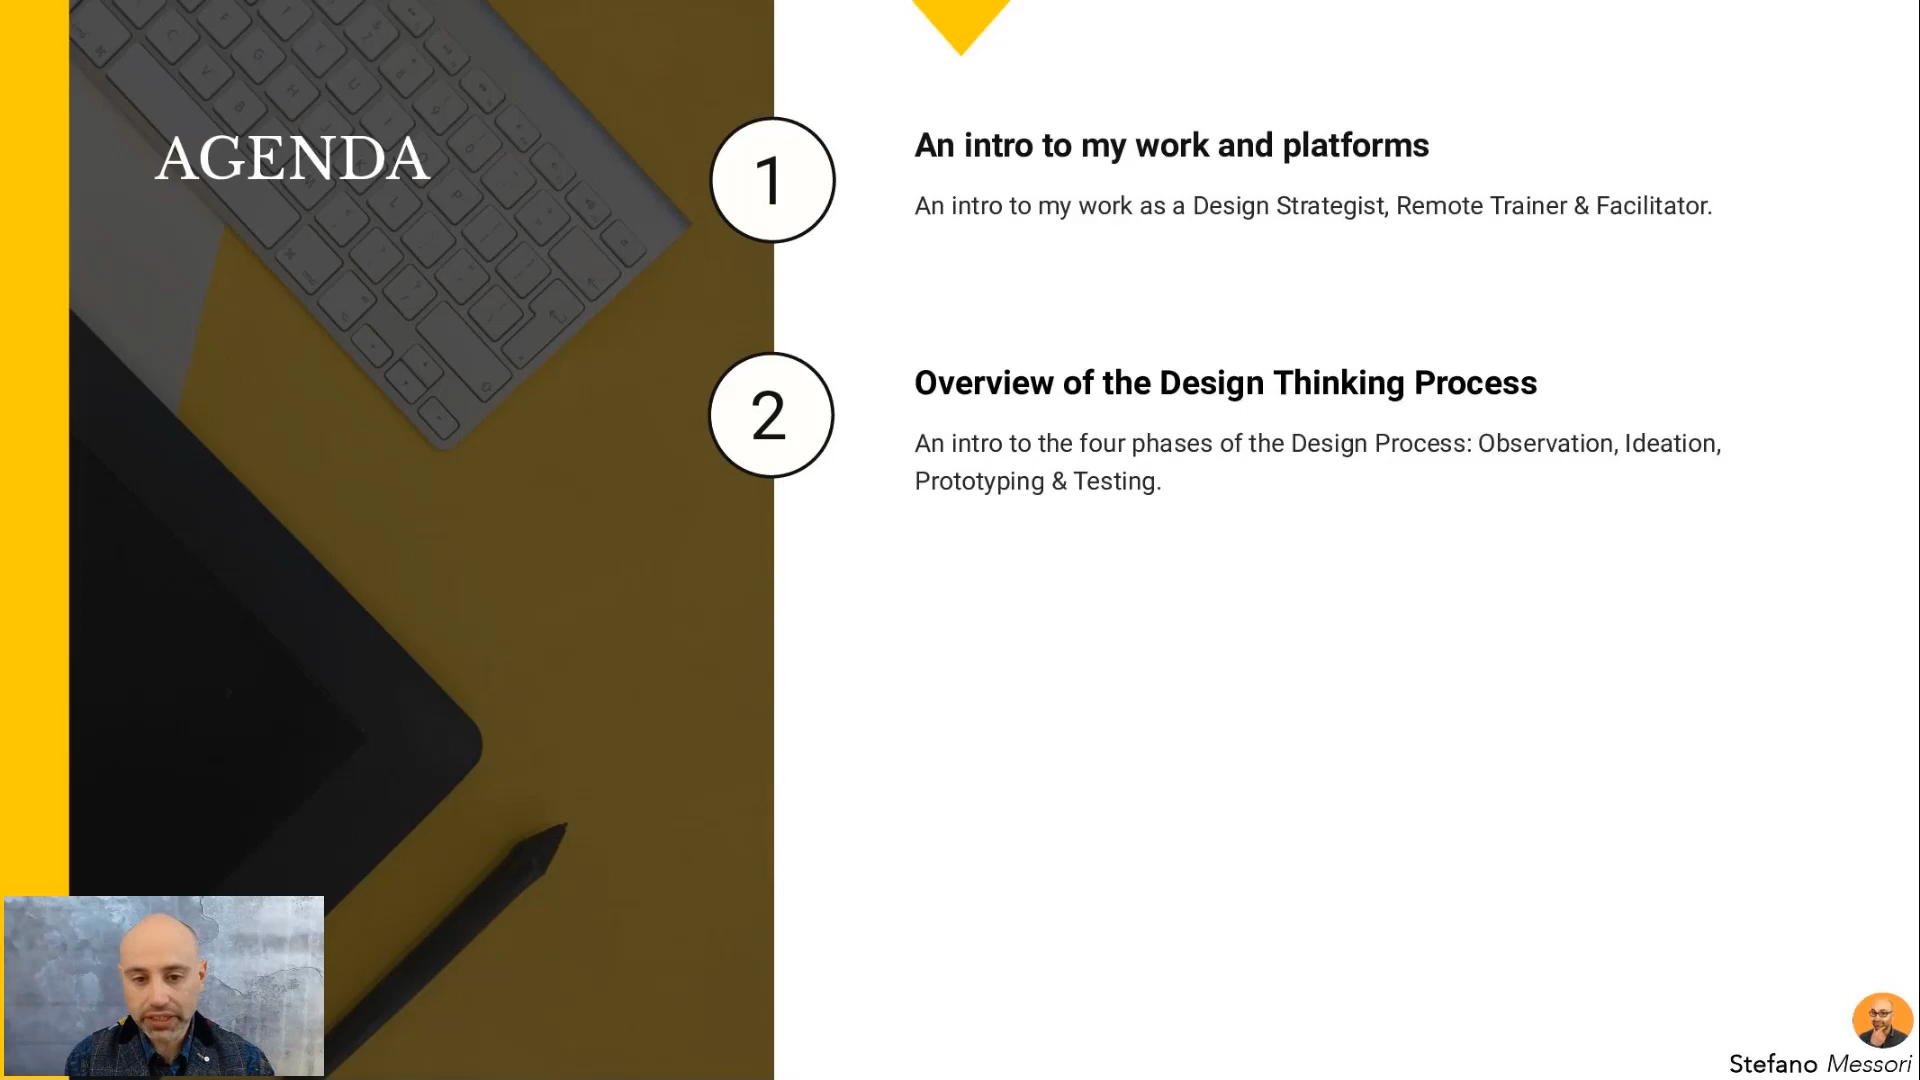 AGENDA
1
An intro to my work and platforms
An intro to my work as a Design Strategist, Remote Trainer & Facilitator.
2
Overview of the Design Thinking Process
An intro to the four phases of the Design Process: Observation, Ideation,
Prototyping & Testing.
Stefano Messori